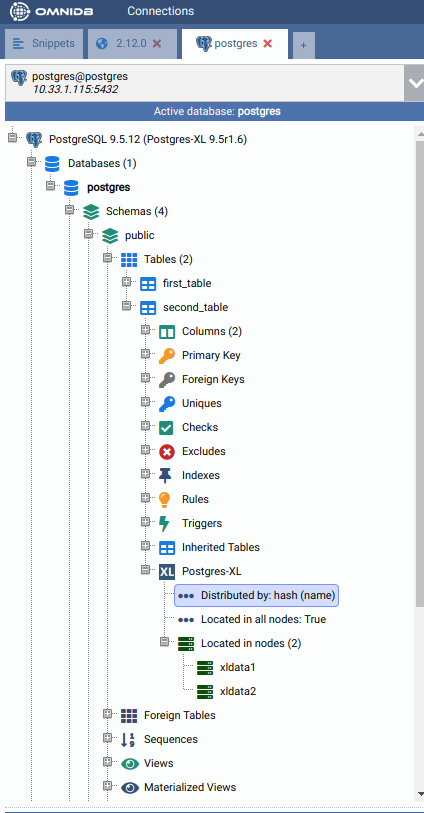 OMNIDB Connections
Snippets 2.12.0 postgres +
postgres@postgres
10.33.1.115:5432
Active database: postgres
PostgreSQL 9.5.12 (Postgres-XL 9.5r1.6)
Databases (1)
postgres
Schemas (4)
public
Tables (2)
first_table
second_table
Columns (2)
Primary Key
Foreign Keys
Uniques
Checks
Excludes
Indexes
Rules
Triggers
Inherited Tables
XL Postgres-XL
Distributed by: hash (name)
Located in all nodes: True
Located in nodes (2)
xldata1
xldata2
Foreign Tables
Sequences
Views
Materialized Views